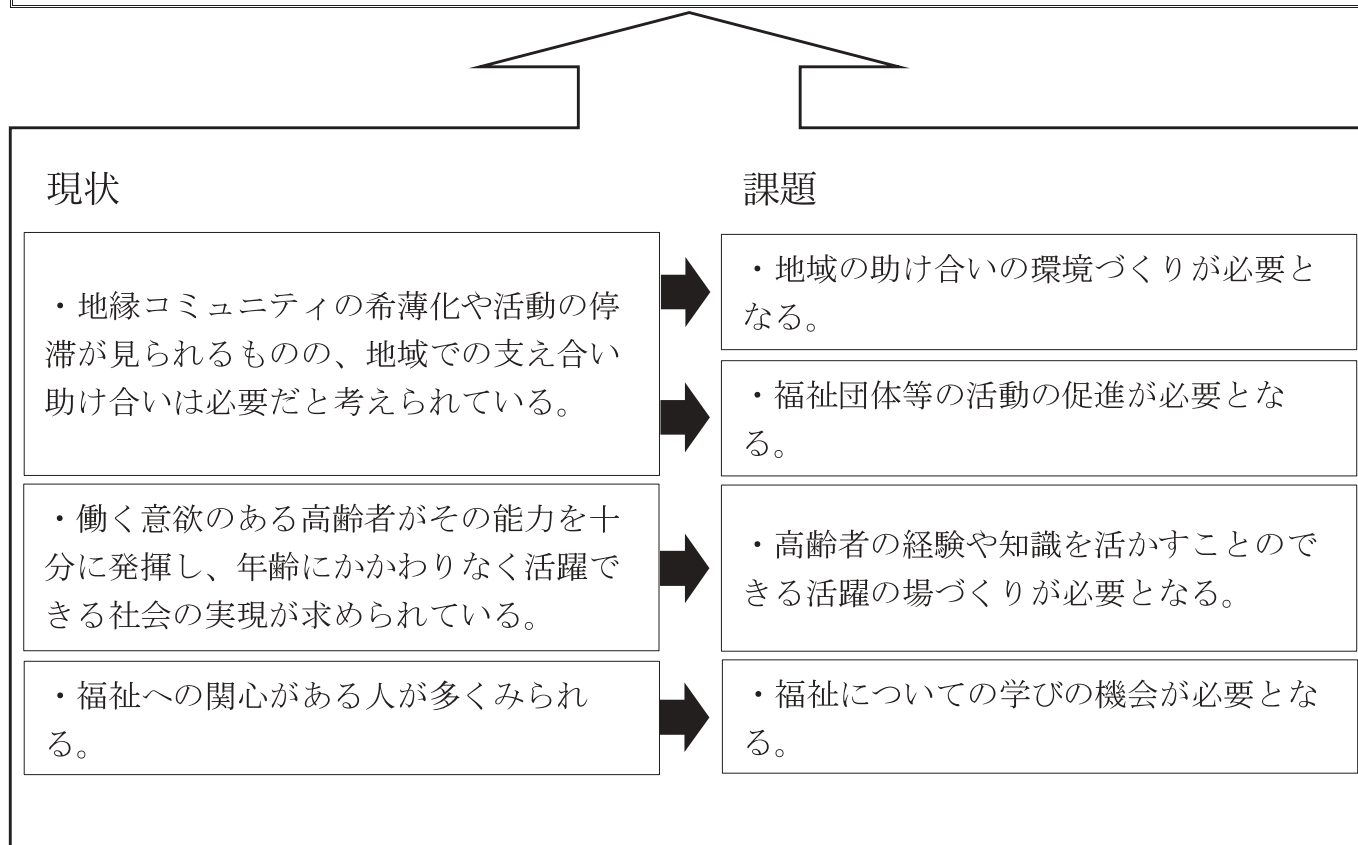 現状
・地縁コミュニティの希薄化や活動の停
滞が見られるものの、地域での支え合い
助け合いは必要だと考えられている。
・働く意欲のある高齢者がその能力を十
分に発揮し、年齢にかかわりなく活躍で
きる社会の実現が求められている。
・福祉への関心がある人が多くみられ
る。
課題
・地域の助け合いの環境づくりが必要と
なる。
・福祉団体等の活動の促進が必要とな
る。
・高齢者の経験や知識を活かすことので
きる活躍の場づくりが必要となる。
・福祉についての学びの機会が必要とな
る。